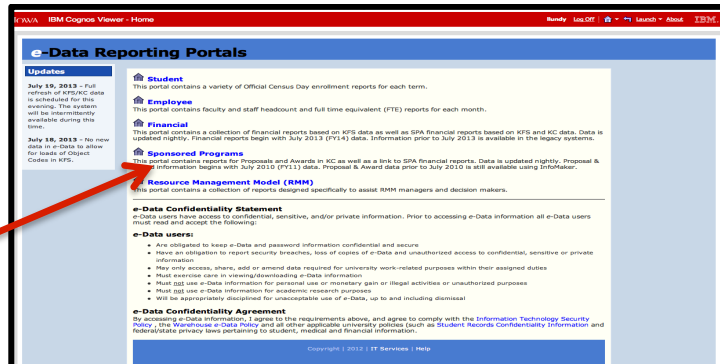 IOWA IBM Cognos Viewer - Home Bundy Log Off Launch About IBM.
e-Data Reporting Portals
Updates
July 19, 2013 - Full
refresh of KFS/KC data
is scheduled for this
evening. The system
will be intermittently
available during this
time.
July 18, 2013 - No new
data in e-Data to allow
for loads of Object
Codes in KFS.
Student
This portal contains a variety of Official Census Day enrollment reports for each term.
Employee
This portal contains faculty and staff headcount and full time equivalent (FTE) reports for each month.
Financial
This portal contains a collection of financial reports based on KFS data as well as SPA financial reports based on KFS and KC data. Data is
updated nightly. Financial reports begin with July 2013 (FY14) data. Information prior to July 2013 is available in the legacy systems.
Sponsored Programs
This portal contains reports for Proposals and Awards in KC as well as a link to SPA financial reports. Data is updated nightly. Proposal &
information begins with July 2010 (FY11) data. Proposal & Award data prior to July 2010 is still available using InfoMaker.
Resource Management Model (RMM)
This portal contains a collection of reports designed specifically to assist RMM managers and decision makers.
e-Data Confidentiality Statement
e-Data users have access to confidential, sensitive, and/or private information. Prior to accessing e-Data information all e-Data users
must read and accept the following:
e-Data users:
• Are obligated to keep e-Data and password information confidential and secure
• Have an obligation to report security breaches, loss of copies of e-Data and unauthorized access to confidential, sensitive or private
information
• May only access, share, add or amend data required for university work-related purposes within their assigned duties
• Must exercise care in viewing/downloading e-Data information
• Must not use e-Data information for personal use or monetary gain or illegal activities or unauthorized purposes
• Must not use e-Data information for academic research purposes
• Will be appropriately disciplined for unacceptable use of e-Data, up to and including dismissal
e-Data Confidentiality Agreement
By accessing e-Data information, I agree to the requirements above, and agree to comply with the Information Technology Security
Policy , the Warehouse e-Data Policy and all other applicable university policies (such as Student Records Confidentiality Information and
federal/state privacy laws pertaining to student, medical and financial information.
Copyright | 2012 | IT Services | Help